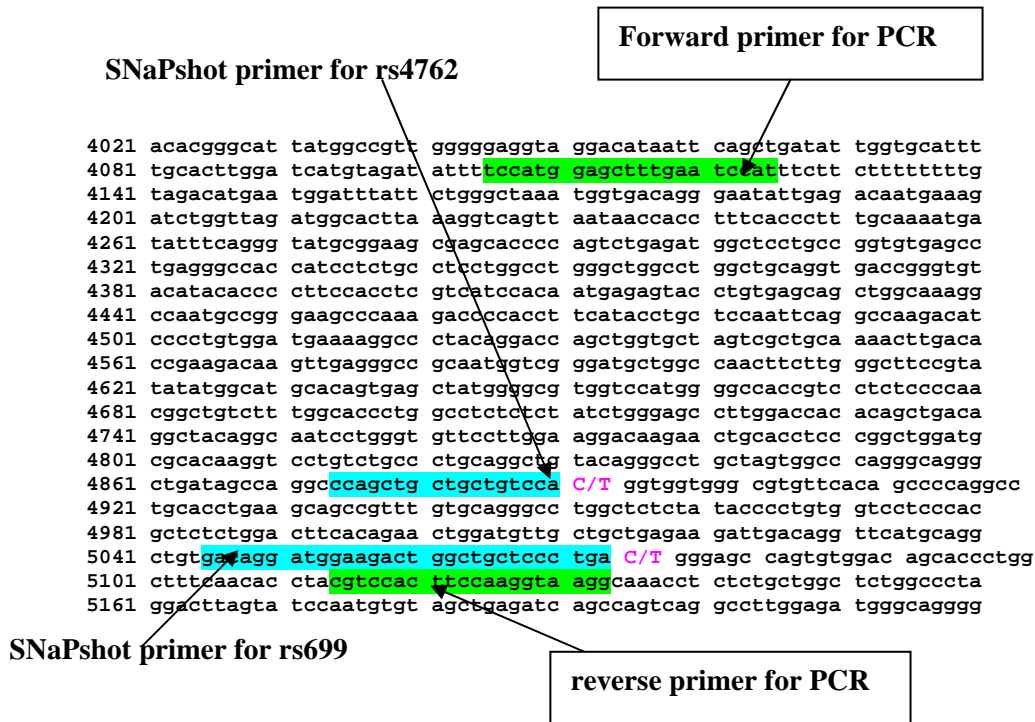 Forward primer for PCR
SNaPshot primer for rs4762
4021 acacgggcat tatggccgtt gggggaggta ggacataatt cagctgatat tggtgcattt
4081 tgcacttgga tcatgtagat attttccatg gagctttgaa tccatttctt cttttttttg
4141 tagacatgaa tggatttatt ctgggctaaa tggtgacagg gaatattgag acaatgaaag
4201 atctggttag atggcactta aaggtcagtt aataaccacc tttcaccctt tgcaaaatga
4261 tatttcaggg tatgcggaag cgagcacccc agtctgagat ggctcctgcc ggtgtgagcc
4321 tgagggccac catcctctgc ctcctggcct gggctggcct ggctgcaggt gaccgggtgt
4381 acatacaccc cttccacctc gtcatccaca atgagagtac ctgtgagcag ctggcaaagg
4441 ccaatgccgg gaagcccaaa gaccccacct tcatacctgc tccaattcag gccaagacat
4501 cccctgtgga tgaaaaggcc ctacaggacc agctggtgct agtcgctgca aaacttgaca
4561 ccgaagacaa gttgagggcc gcaatggtcg ggatgctggc caacttcttg ggcttccgta
4621 tatatggcat gcacagtgag ctatggggcg tggtccatgg ggccaccgtc ctctccccaa
4681 cggctgtctt tggcaccctg gcctctctct atctgggagc cttggaccac acagctgaca
4741 ggctacaggc aatcctgggt gttccttgga aggacaagaa ctgcacctcc cggctggatg
4801 cgcacaaggt cctgtctgcc ctgcaggctg tacagggcct gctagtggcc cagggcaggg
4861 ctgatagcca ggcccagctg ctgctgtcca C/T ggtggtgggc gtgttcacag ccccaggcc
4921 tgcacctgaa gcagccgttt gtgcagggcc tggctctcta tacccctgtg gtcctcccac
4981 gctctctgga cttcacagaa ctggatgttg ctgctgagaa gattgacagg ttcatgcagg
5041 ctgtgacagg atggaagact ggctgctccc tga C/T gggagc cagtgtggac agcaccctgg
5101 ctttcaacac ctacgtccac ttccaaggta aggcaaacct ctctgctggc tctggcccta
5161 ggacttagta tccaatgtgt agctgagatc agccagtcag gccttggaga tgggcagggg
SNaPshot primer for rs699
reverse primer for PCR